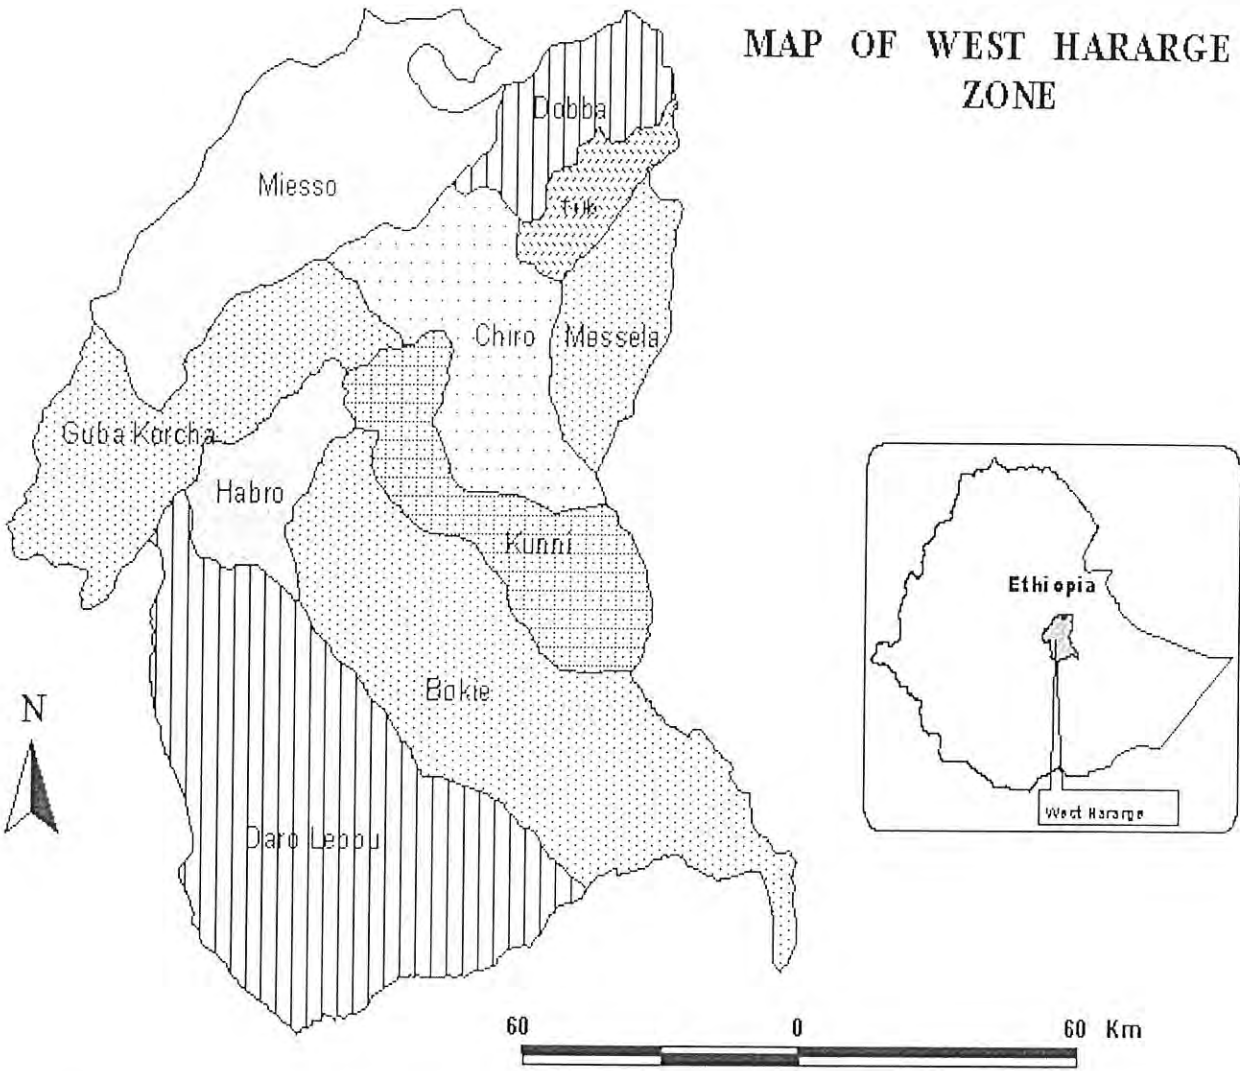 MAP OF WEST HARARGE
ZONE
Dobba
Miesso
Chiro
Messela
Guba Korcha
Habro
Kunni
Ethiopia
Bokie
N
West Hararge
Daro Lebbu
60 0 60 Km